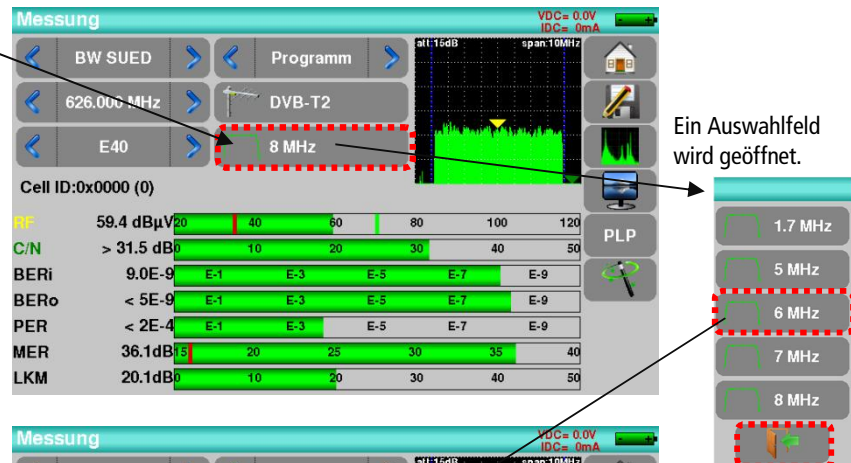 Messung
VDC= 0.0V
IDC= 0mA
BW SUED
Programm
att:15dB span:10MHz
626.000 MHz
DVB-T2
E40
8 MHz
Cell ID:0x0000 (0)
PLP
RF 59.4 dBµV 20 40 60 80 100 120
C/N > 31.5 dB 0 10 20 30 40 50
BERi 9.0E-9 E-1 E-3 E-5 E-7 E-9
BERo < 5E-9 E-1 E-3 E-5 E-7 E-9
PER < 2E-4 E-1 E-3 E-5 E-7 E-9
MER 36.1dB 15 20 25 30 35 40
LKM 20.1dB 0 10 20 30 40 50
Ein Auswahlfeld
wird geöffnet.
1.7 MHz
5 MHz
6 MHz
7 MHz
8 MHz
Messung
VDC= 0.0V
IDC= 0mA
att:15dB span:10MHz